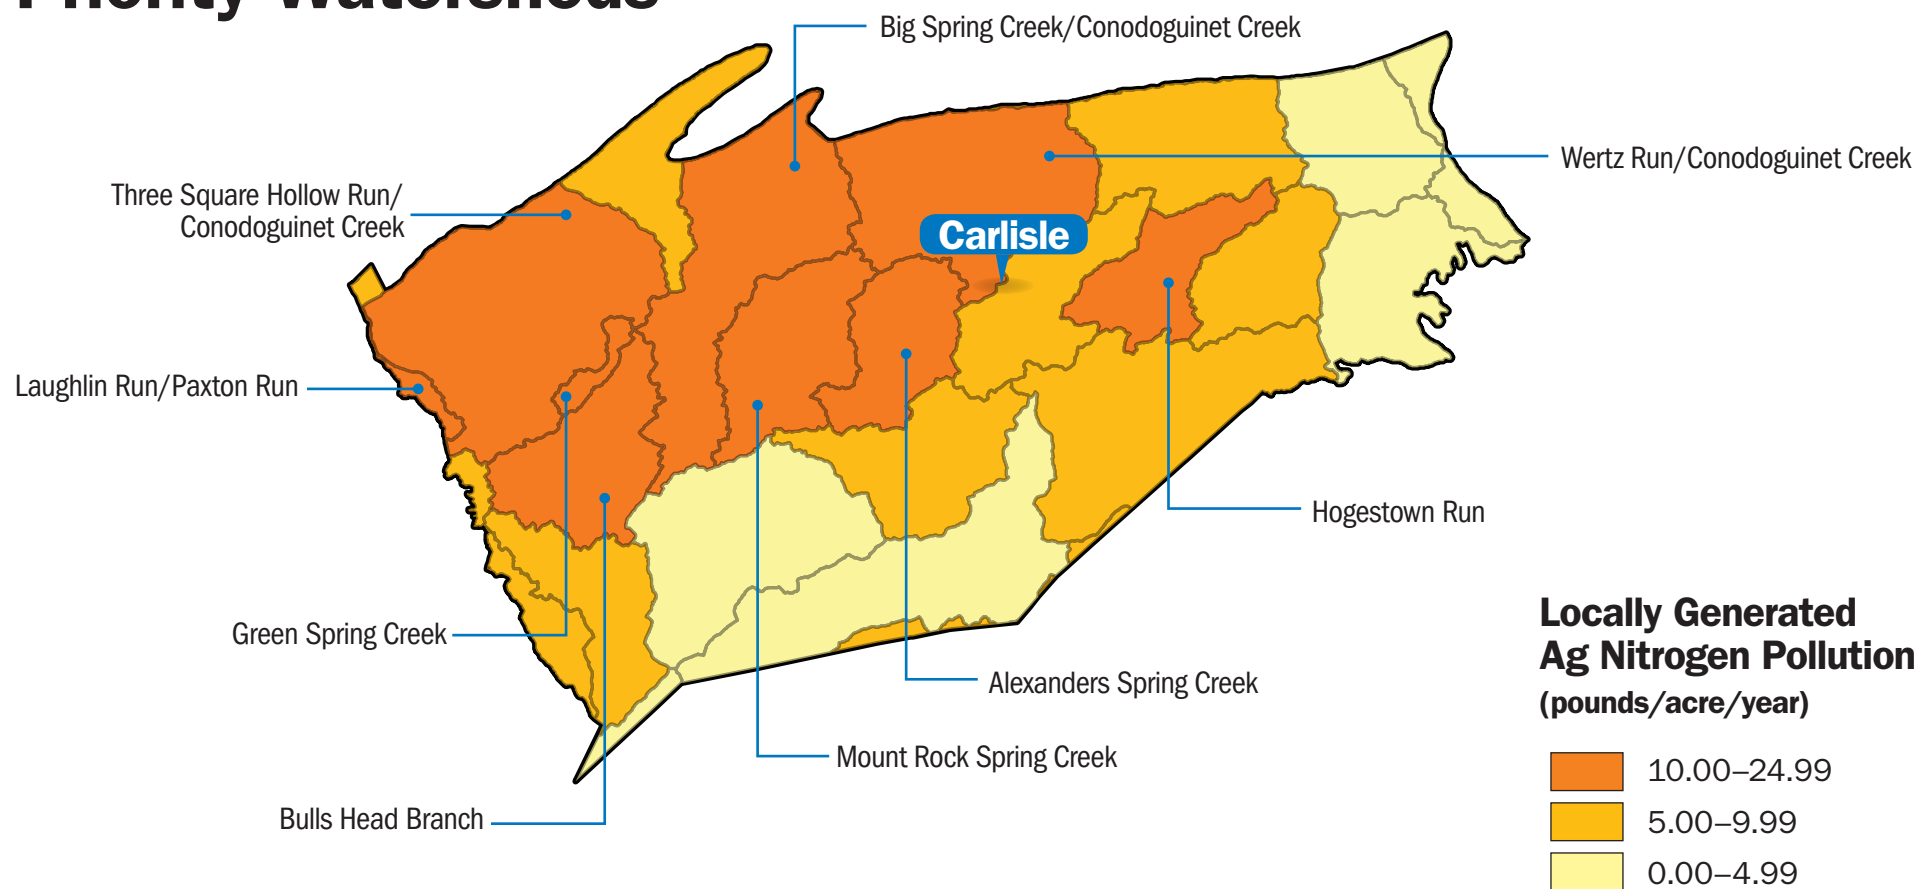 Priority Watersheds
Big Spring Creek/Conodoguinet Creek
Wertz Run/Conodoguinet Creek
Three Square Hollow Run/
Conodoguinet Creek
Carlisle
Laughlin Run/Paxton Run
Hogestown Run
Green Spring Creek
Alexanders Spring Creek
Mount Rock Spring Creek
Bulls Head Branch
Locally Generated
Ag Nitrogen Pollution
(pounds/acre/year)
10.00–24.99
5.00–9.99
0.00–4.99